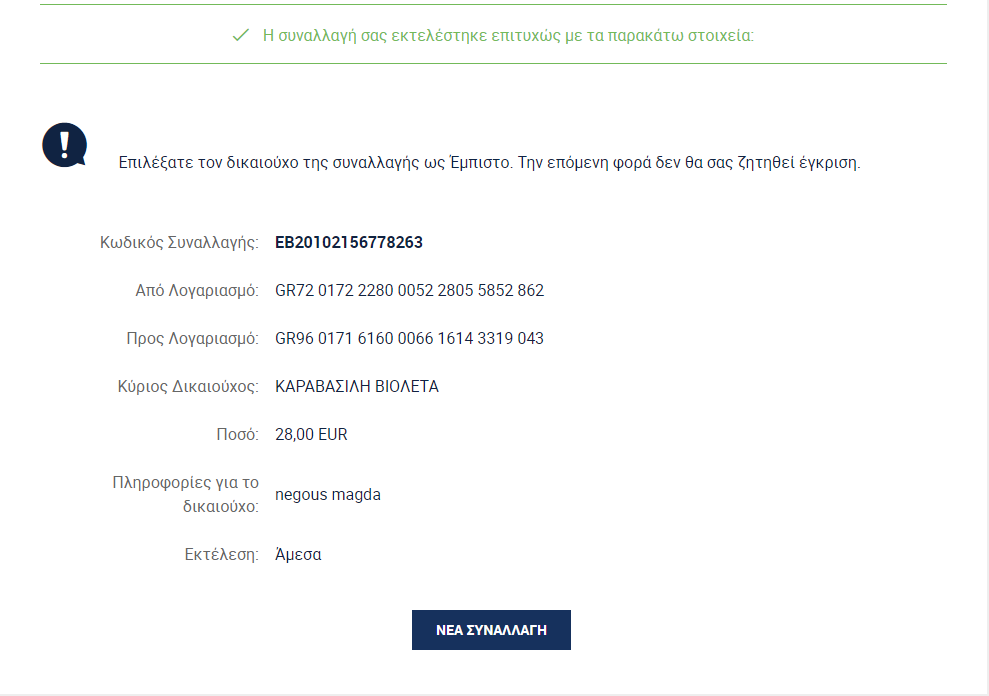 Η συναλλαγή σας εκτελέστηκε επιτυχώς με τα παρακάτω στοιχεία:
Επιλέξατε τον δικαιούχο της συναλλαγής ως Έμπιστο. Την επόμενη φορά δεν θα σας ζητηθεί έγκριση.
Κωδικός Συναλλαγής: EB20102156778263
Από Λογαριασμό: GR72 0172 2280 0052 2805 5852 862
Προς Λογαριασμό: GR96 0171 6160 0066 1614 3319 043
Κύριος Δικαιούχος: ΚΑΡΑΒΑΣΙΛΗ ΒΙΟΛΕΤΑ
Ποσό: 28,00 EUR
Πληροφορίες για το
δικαιούχο: negous magda
Εκτέλεση: Άμεσα
ΝΕΑ ΣΥΝΑΛΛΑΓΗ